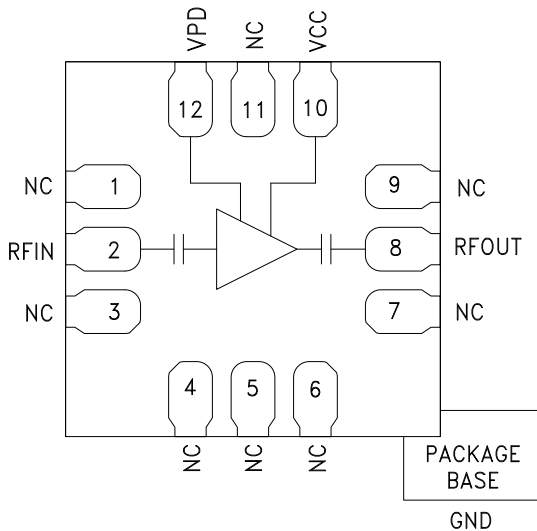 VPD NC VCC
12 11 10
NC 1 9 NC
RFIN 2 8 RFOUT
NC 3 7 NC
4 5 6
NC NC NC
PACKAGE
BASE
GND